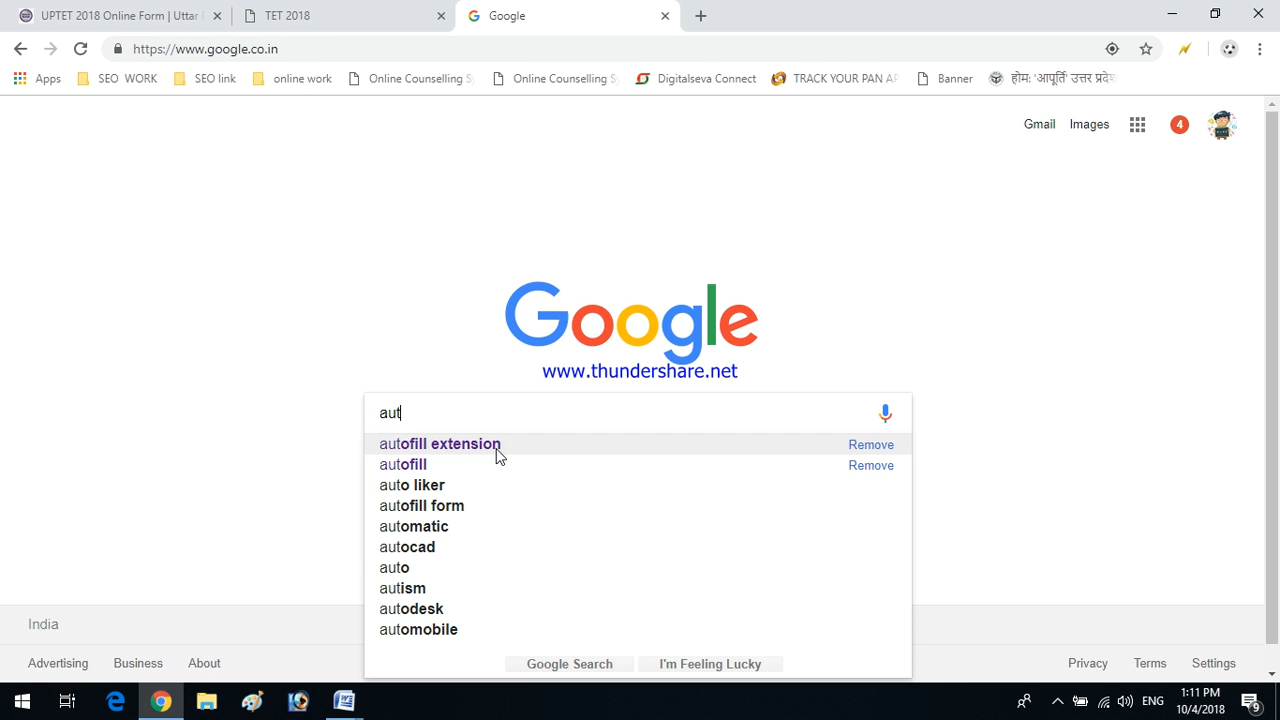 UPTET 2018 Online Form | Uttar
TET 2018
Google
https://www.google.co.in
Apps
SEO WORK
SEO link
online work
Online Counselling S
Online Counselling Sy
Digitalseva Connect
TRACK YOUR PAN AP
Banner
होम: 'आपूर्ति' उत्तर प्रदेश
Gmail Images
4
Google
www.thundershare.net
aut
autofill extension Remove
autofill Remove
auto liker
autofill form
automatic
autocad
auto
autism
autodesk
automobile
Google Search I'm Feeling Lucky
India
Advertising Business About
Privacy Terms Settings
ENG
1:11 PM
10/4/2018
9